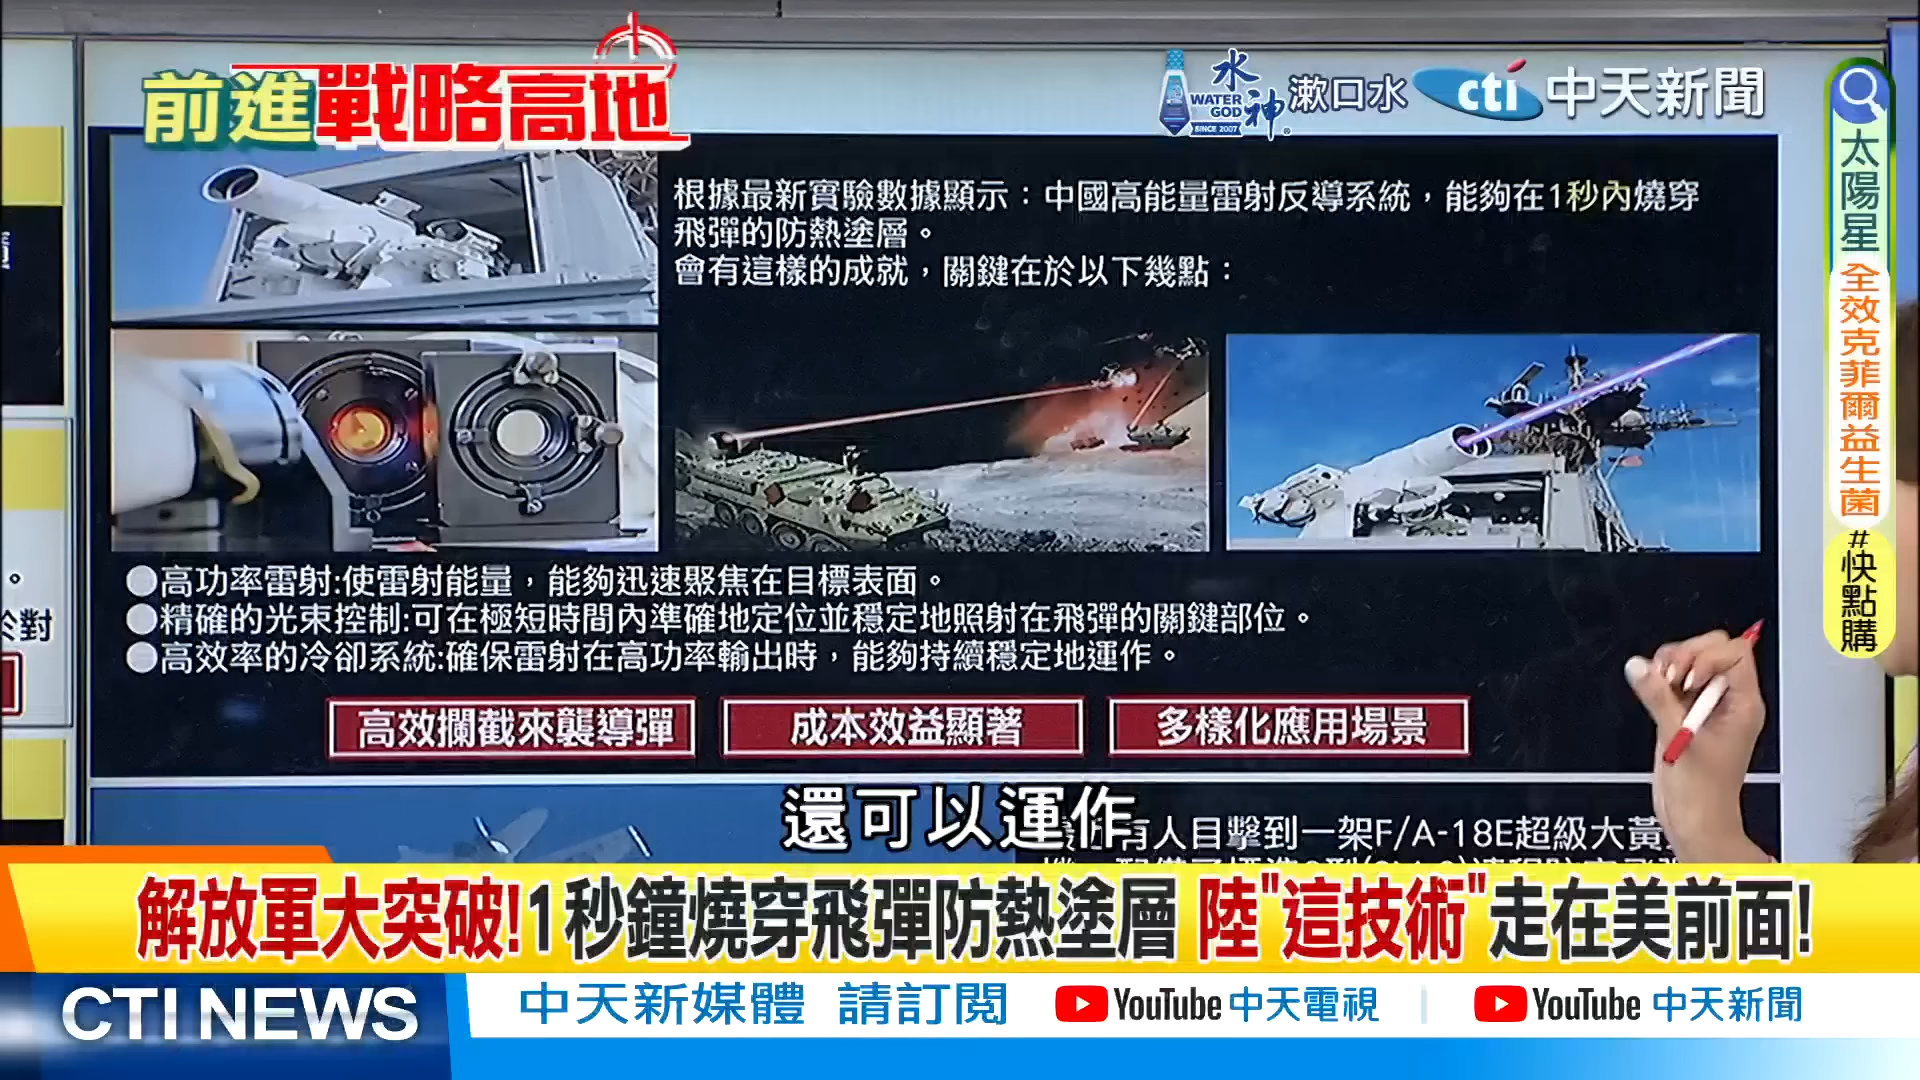 前進戰略高地
水神
WATER GOD
SINCE 2007
漱口水
cti 中天新聞
太陽星
全效克菲爾益生菌
#快點購
根據最新實驗數據顯示：中國高能量雷射反導系統，能夠在1秒內燒穿
飛彈的防熱塗層。
會有這樣的成就，關鍵在於以下幾點：
●高功率雷射:使雷射能量，能夠迅速聚焦在目標表面。
●精確的光束控制:可在極短時間內準確地定位並穩定地照射在飛彈的關鍵部位。
●高效率的冷卻系統:確保雷射在高功率輸出時，能夠持續穩定地運作。
高效攔截來襲導彈
成本效益顯著
多樣化應用場景
對
還可以運作
有人目擊到一架F/A-18E超級大黃
解放軍大突破!1秒鐘燒穿飛彈防熱塗層 陸"這技術"走在美前面!
CTI NEWS
中天新媒體 請訂閱 YouTube 中天電視 | YouTube 中天新聞